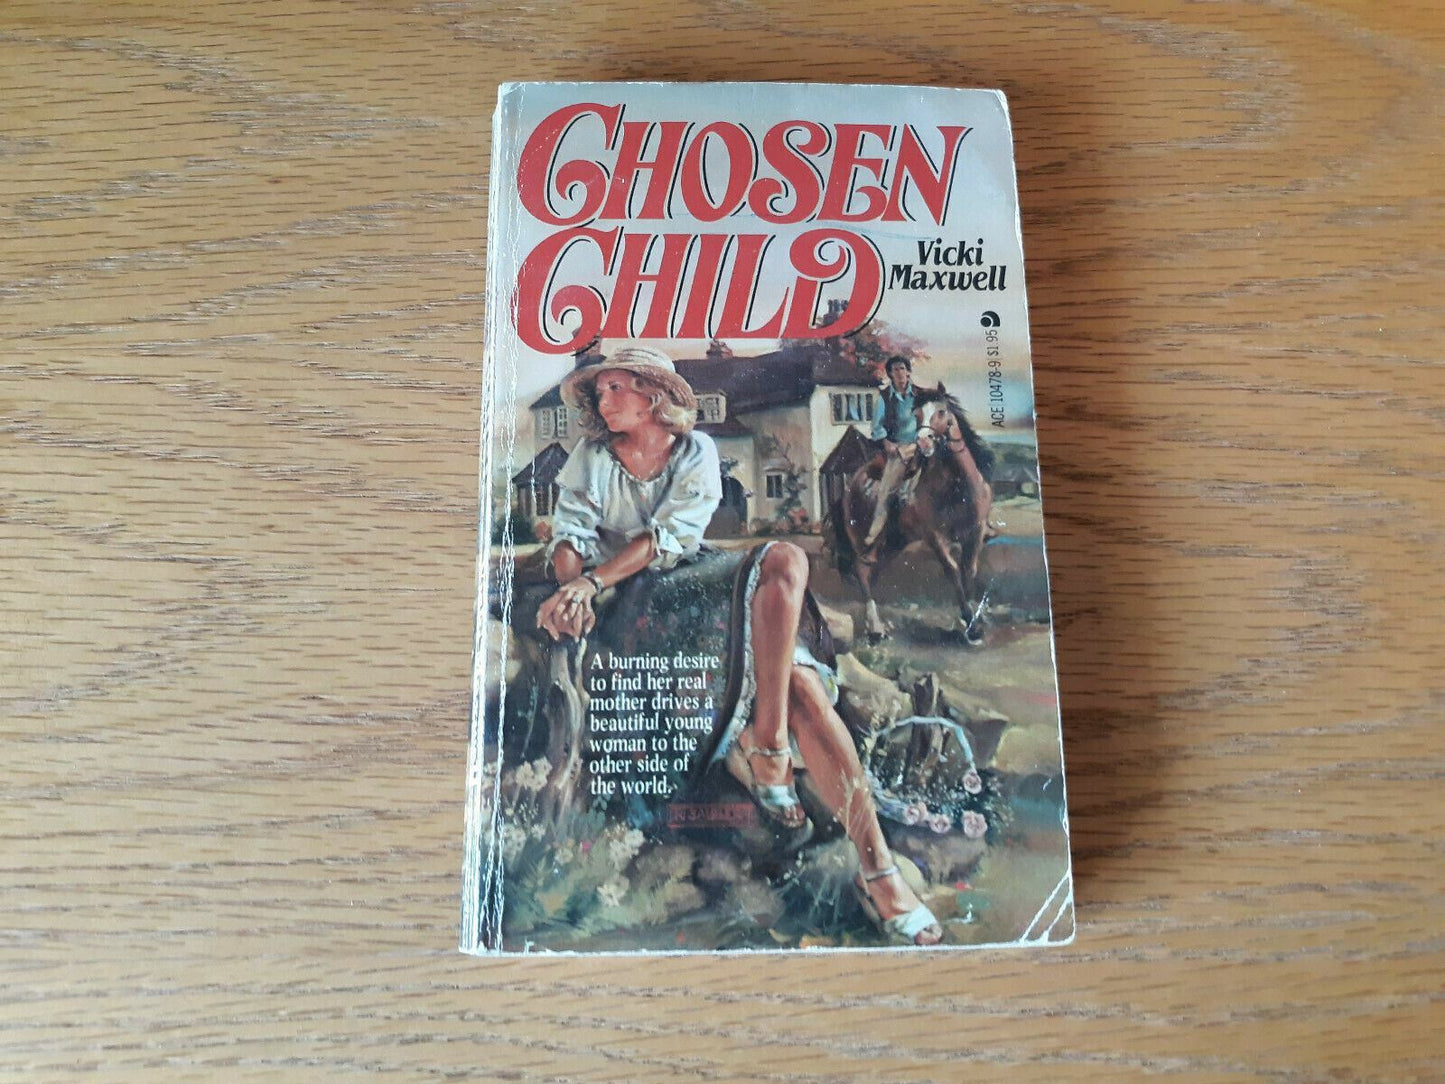 CHOSEN
CHILD
Vicki
Maxwell
ACE 10478-9 $1.95
A burning desire
to find her real
mother drives a
beautiful young
woman to the
other side of
the world.